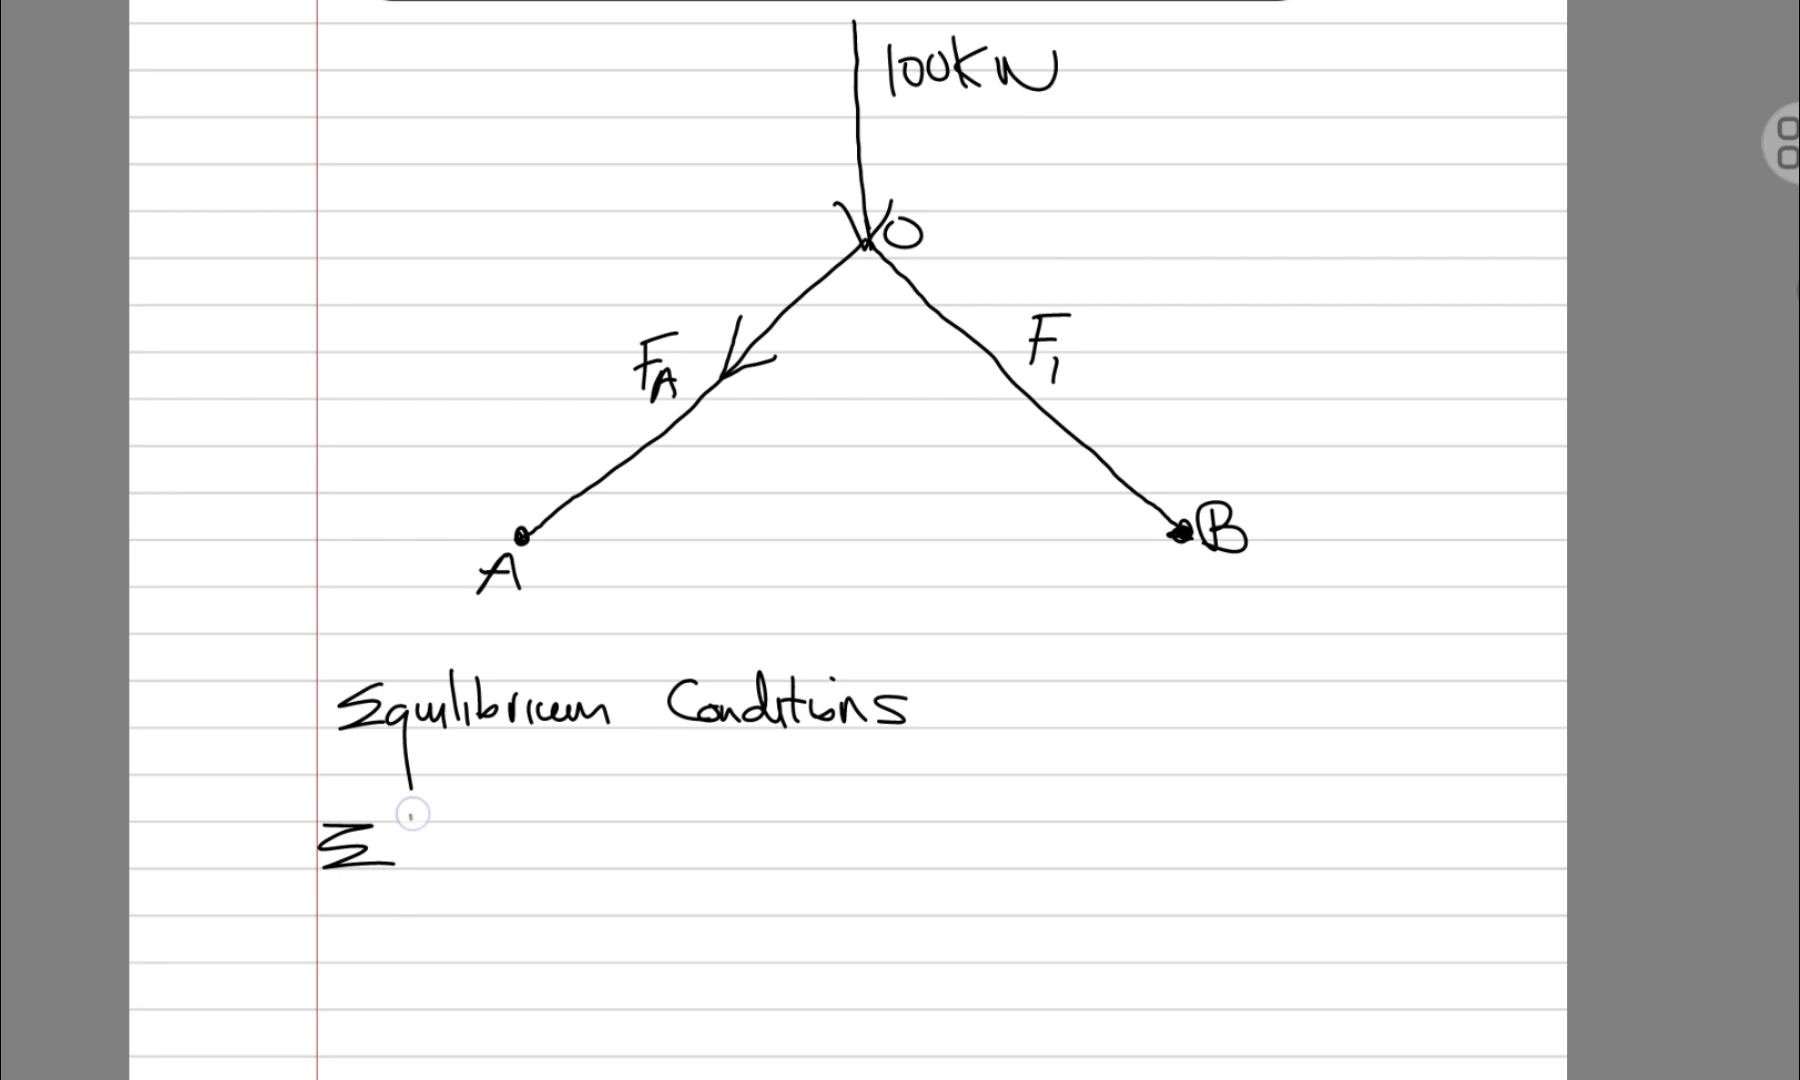 100KN
O
FA
F1
B
A
Equilibrium Conditions
Σ